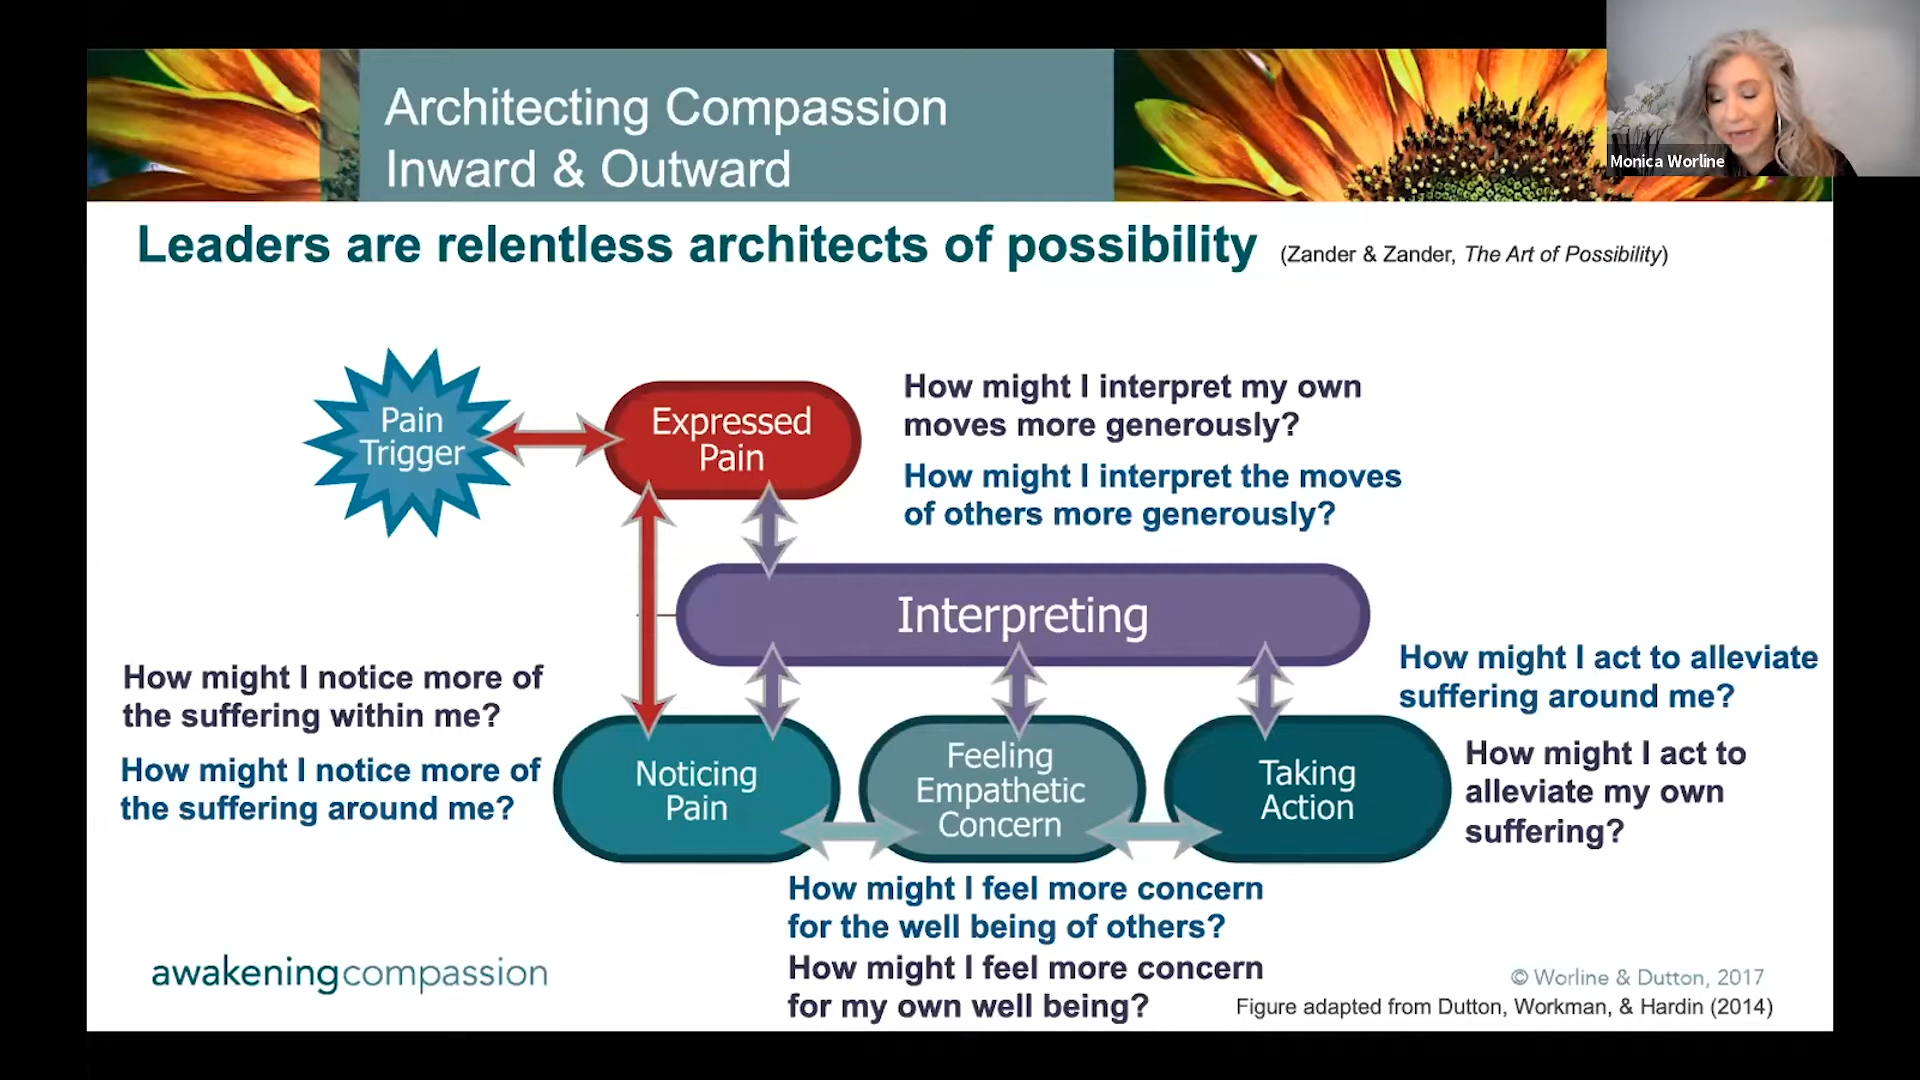 Architecting Compassion
Inward & Outward
Monica Worline
Leaders are relentless architects of possibility (Zander & Zander, The Art of Possibility)
Pain
Trigger
Expressed
Pain
How might I interpret my own
moves more generously?
How might I interpret the moves
of others more generously?
Interpreting
How might I notice more of
the suffering within me?
How might I notice more of
the suffering around me?
Noticing
Pain
Feeling
Empathetic
Concern
Taking
Action
How might I act to alleviate
suffering around me?
How might I act to
alleviate my own
suffering?
How might I feel more concern
for the well being of others?
How might I feel more concern
for my own well being?
awakeningcompassion
© Worline & Dutton, 2017
Figure adapted from Dutton, Workman, & Hardin (2014)